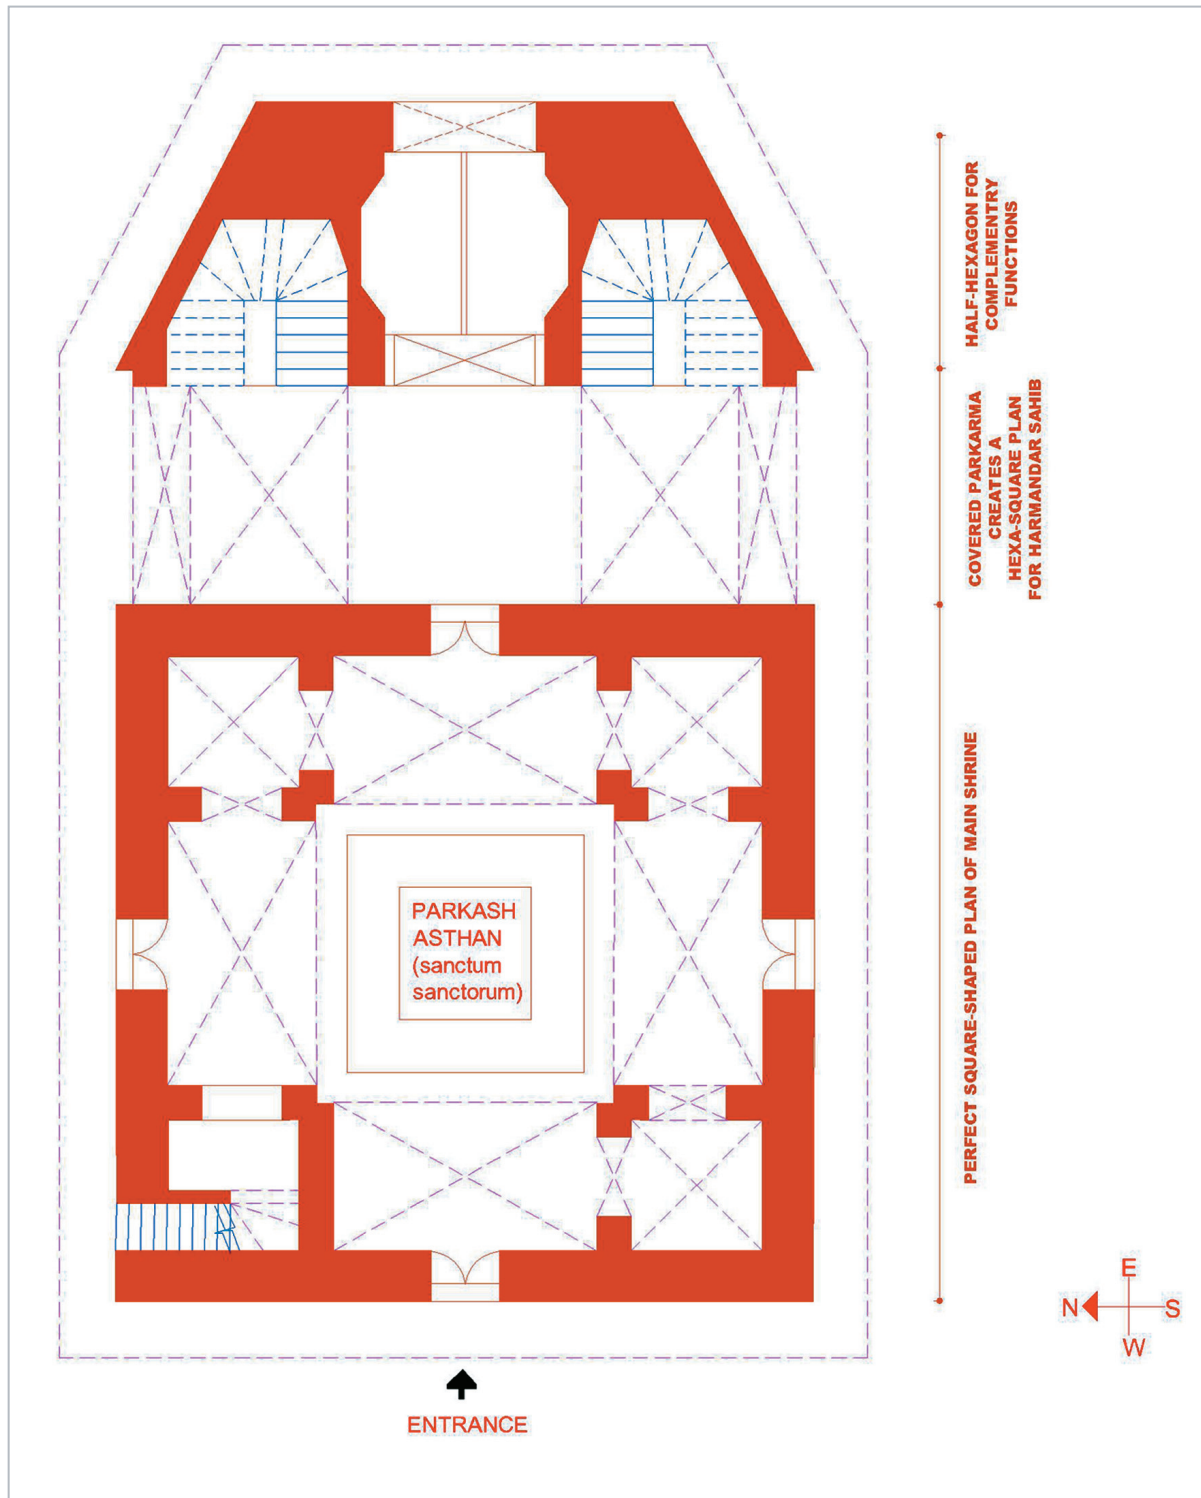 HALF-HEXAGON FOR
COMPLEMENTRY
FUNCTIONS
COVERED PARKARMA
CREATES A
HEXA-SQUARE PLAN
FOR HARMANDAR SAHIB
PERFECT SQUARE-SHAPED PLAN OF MAIN SHRINE
PARKASH
ASTHAN
(sanctum
sanctorum)
E
N S
W
ENTRANCE